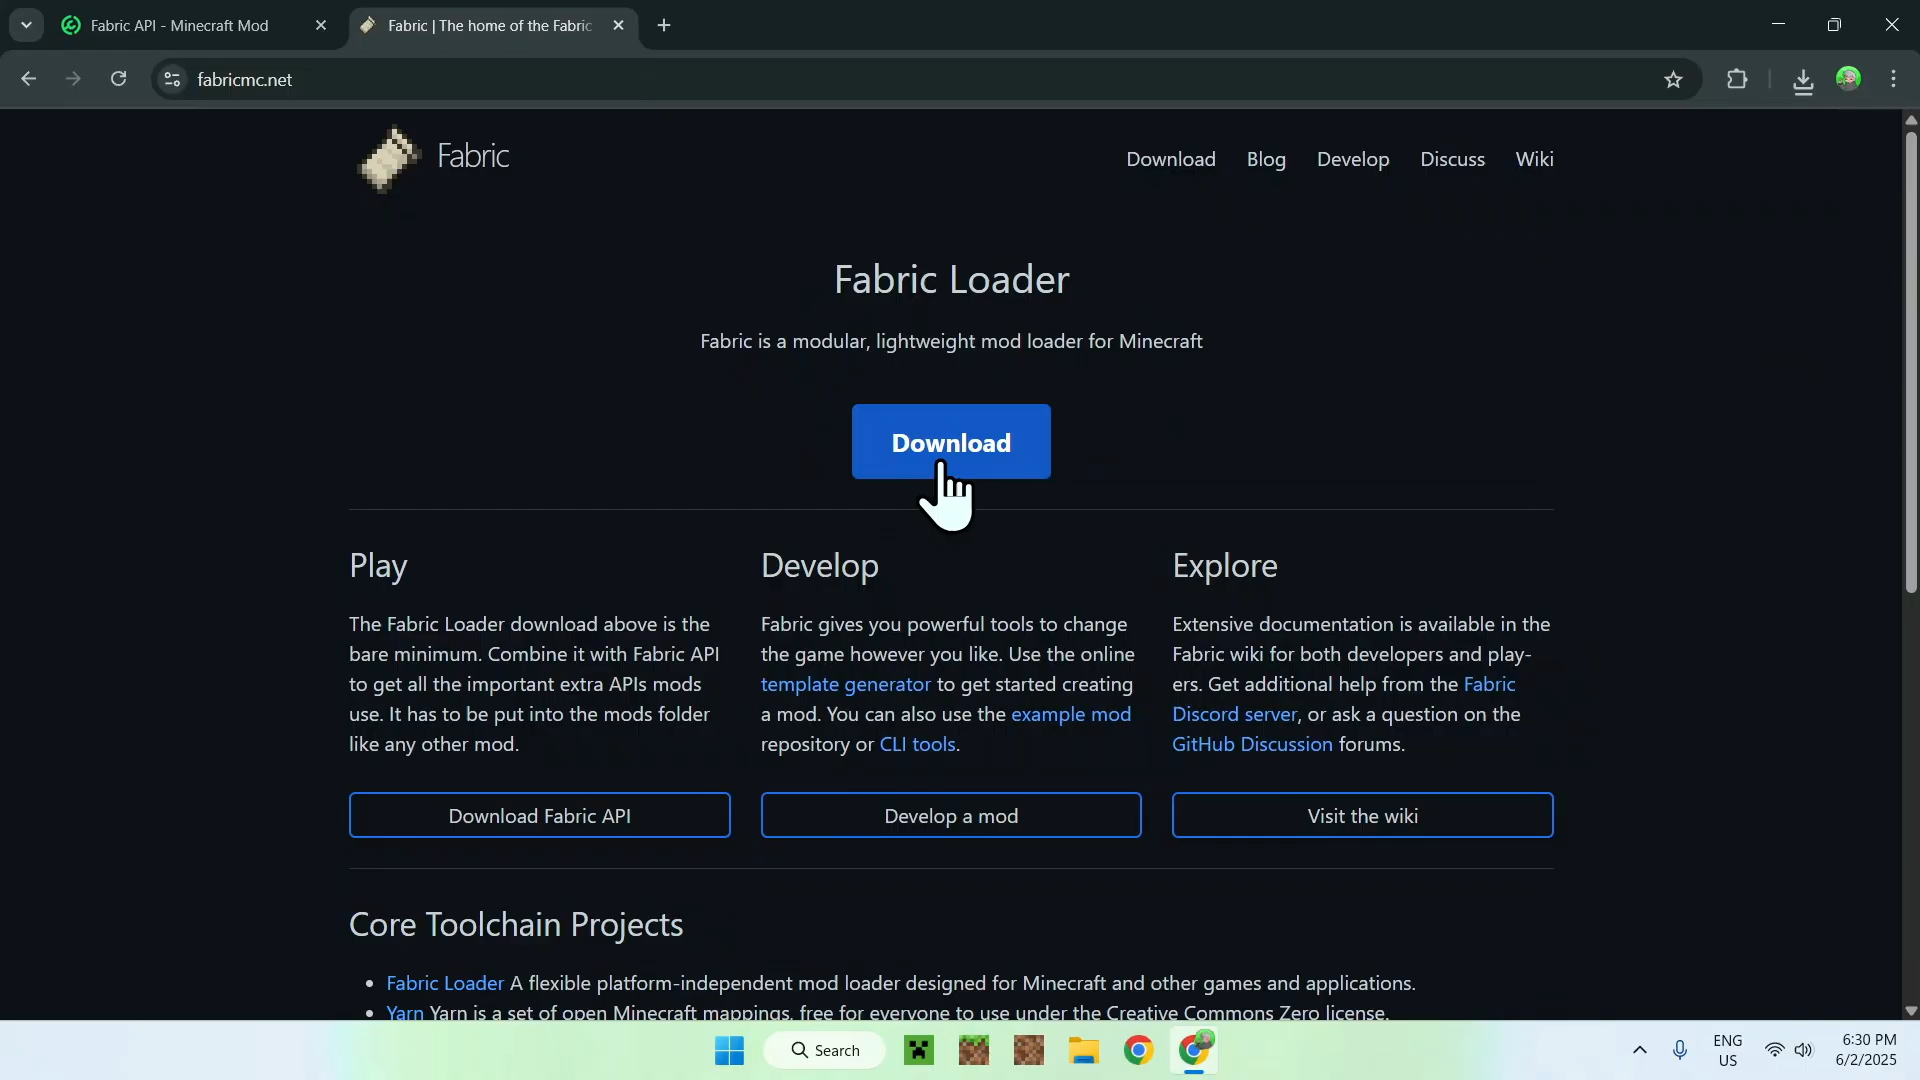 Fabric API - Minecraft Mod
Fabric | The home of the Fabric
fabricmc.net
Fabric
Download Blog Develop Discuss Wiki
Fabric Loader
Fabric is a modular, lightweight mod loader for Minecraft
Download
Play
The Fabric Loader download above is the
bare minimum. Combine it with Fabric API
to get all the important extra APIs mods
use. It has to be put into the mods folder
like any other mod.
Download Fabric API
Develop
Fabric gives you powerful tools to change
the game however you like. Use the online
template generator to get started creating
a mod. You can also use the example mod
repository or CLI tools.
Develop a mod
Explore
Extensive documentation is available in the
Fabric wiki for both developers and play-
ers. Get additional help from the Fabric
Discord server, or ask a question on the
GitHub Discussion forums.
Visit the wiki
Core Toolchain Projects
• Fabric Loader A flexible platform-independent mod loader designed for Minecraft and other games and applications.
• Yarn Yarn is a set of open Minecraft mappings, free for everyone to use under the Creative Commons Zero license.
Search
ENG
US
6:30 PM
6/2/2025